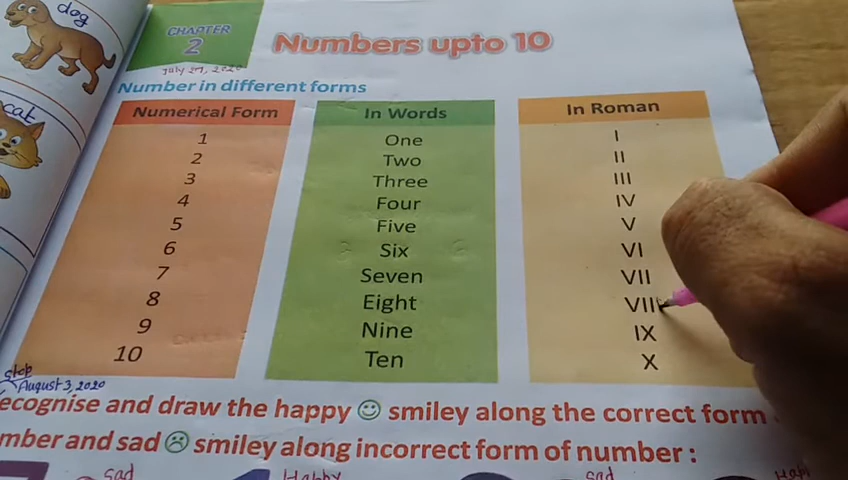 dog
cat
CHAPTER
2
Numbers upto 10
July 27, 2020
Number in different forms
Numerical Form In Words In Roman
1 One I
2 Two II
3 Three III
4 Four IV
5 Five V
6 Six VI
7 Seven VII
8 Eight VIII
9 Nine IX
10 Ten X
stop
August 3, 2020
ecognise and draw the happy smiley along the correct form
mber and sad smiley along incorrect form of number :
Sad Happy Sad